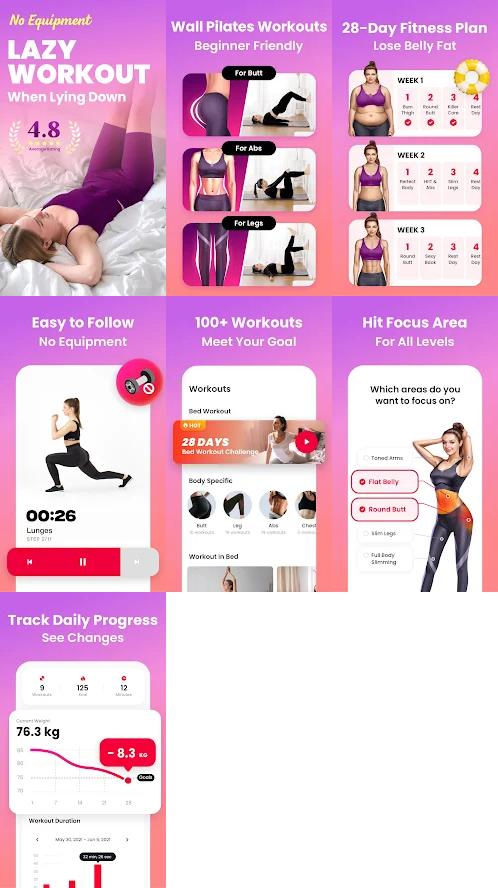 No Equipment
LAZY
WORKOUT
When Lying Down
4.8
Average Rating
Wall Pilates Workouts
Beginner Friendly
For Butt
For Abs
For Legs
28-Day Fitness Plan
Lose Belly Fat
WEEK 1
1 2 3 4
Burn Thigh
Round Butt
Killer Core
Rest Day
WEEK 2
1 2 3 4
Perfect Body
HIIT & Abs
Slim Legs
Rest Day
WEEK 3
1 2 3 4
Round Butt
Sexy Back
Rest Day
Rest Day
Easy to Follow
No Equipment
00:26
Lunges
STEP 2/11
100+ Workouts
Meet Your Goal
Workouts
Bed Workout
HOT
28 DAYS
Bed Workout Challenge
Body Specific
Butt Leg Abs Chest
Workout in Bed
Hit Focus Area
For All Levels
Which areas do you
want to focus on?
Toned Arms
Flat Belly
Round Butt
Slim Legs
Full Body
Slimming
Track Daily Progress
See Changes
9 125 12
Workouts Kcal Minutes
Current Weight
76.3 kg
- 8.3 KG
85
80
75
70
Goals
1 7 14 21 28
Workout Duration
May 30, 2021 - Jun 5, 2021
32 min, 26 sec